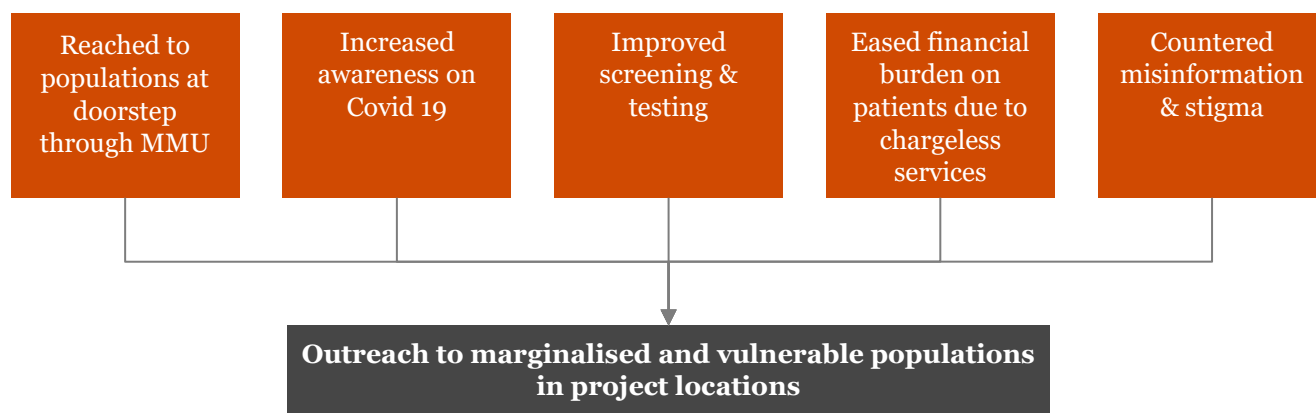 Reached to
populations at
doorstep
through MMU
Increased
awareness on
Covid 19
Improved
screening &
testing
Eased financial
burden on
patients due to
chargeless
services
Countered
misinformation
& stigma
Outreach to marginalised and vulnerable populations
in project locations